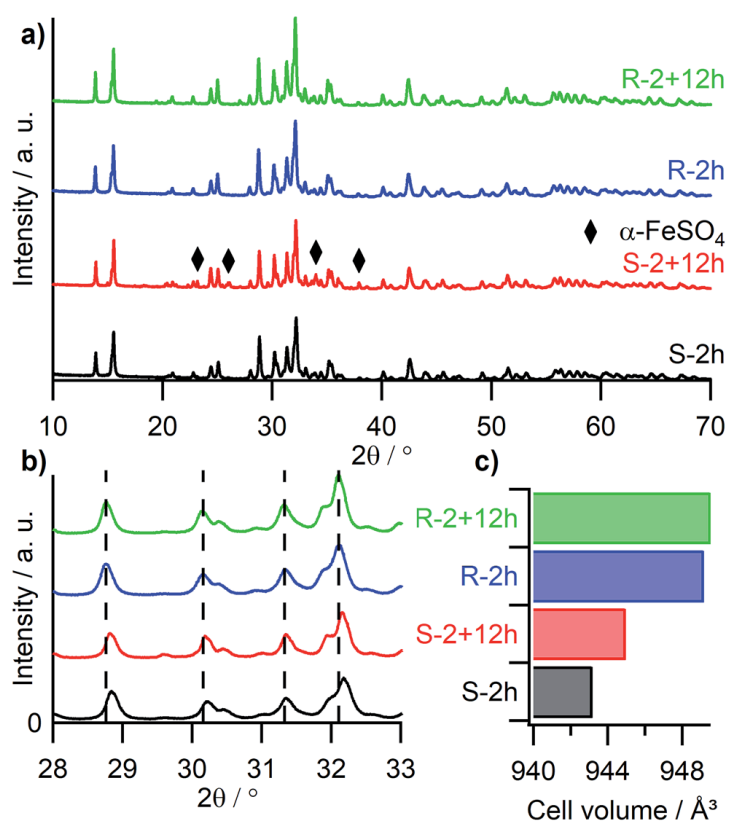 a)
R-2+12h
R-2h
α-FeSO₄
S-2+12h
S-2h
Intensity / a. u.
10 20 30 40 50 60 70
2θ / °
b)
c)
R-2+12h
R-2h
S-2+12h
S-2h
Intensity / a. u.
0
28 29 30 31 32 33
2θ / °
940 944 948
Cell volume / Å³